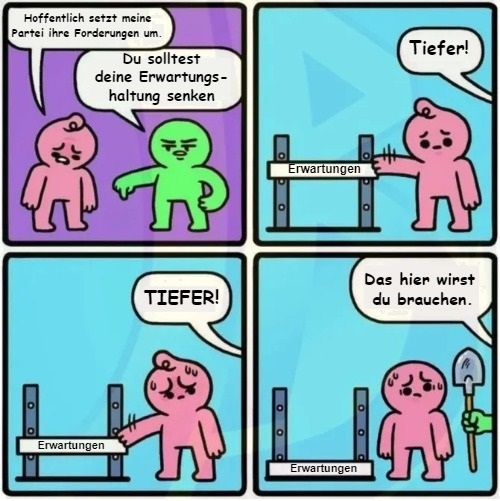 Hoffentlich setzt meine
Partei ihre Forderungen um.
Du solltest
deine Erwartungs-
haltung senken
Tiefer!
Erwartungen
TIEFER!
Erwartungen
Das hier wirst
du brauchen.
Erwartungen